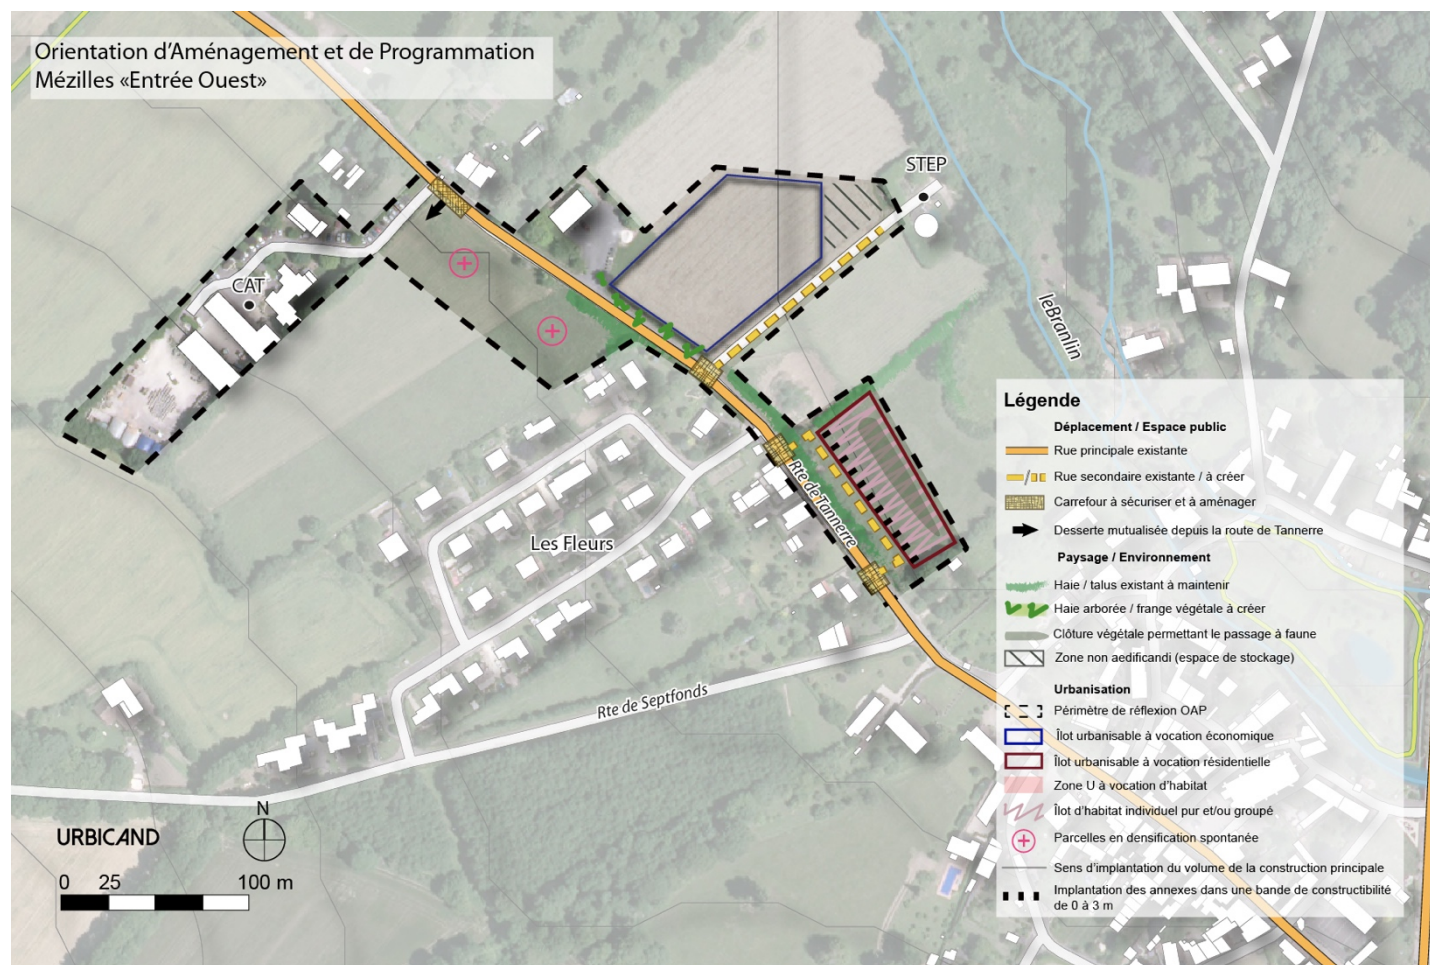 Orientation d'Aménagement et de Programmation
Mézilles «Entrée Ouest»
STEP
CAT
leBranlin
Rte de Tannerre
Les Fleurs
Rte de Septfonds
Légende
Déplacement / Espace public
Rue principale existante
Rue secondaire existante / à créer
Carrefour à sécuriser et à aménager
Desserte mutualisée depuis la route de Tannerre
Paysage / Environnement
Haie / talus existant à maintenir
Haie arborée / frange végétale à créer
Clôture végétale permettant le passage à faune
Zone non aedificandi (espace de stockage)
Urbanisation
Périmètre de réflexion OAP
Îlot urbanisable à vocation économique
Îlot urbanisable à vocation résidentielle
Zone U à vocation d'habitat
Îlot d'habitat individuel pur et/ou groupé
Parcelles en densification spontanée
Sens d'implantation du volume de la construction principale
Implantation des annexes dans une bande de constructibilité
de 0 à 3 m
URBICAND
N
0 25 100 m